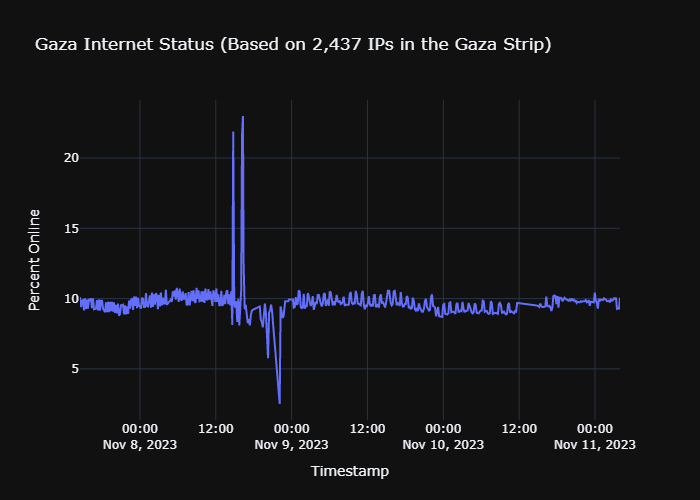 Gaza Internet Status (Based on 2,437 IPs in the Gaza Strip)
Percent Online
20
15
10
5
00:00 12:00 00:00 12:00 00:00 12:00 00:00
Nov 8, 2023 Nov 9, 2023 Nov 10, 2023 Nov 11, 2023
Timestamp